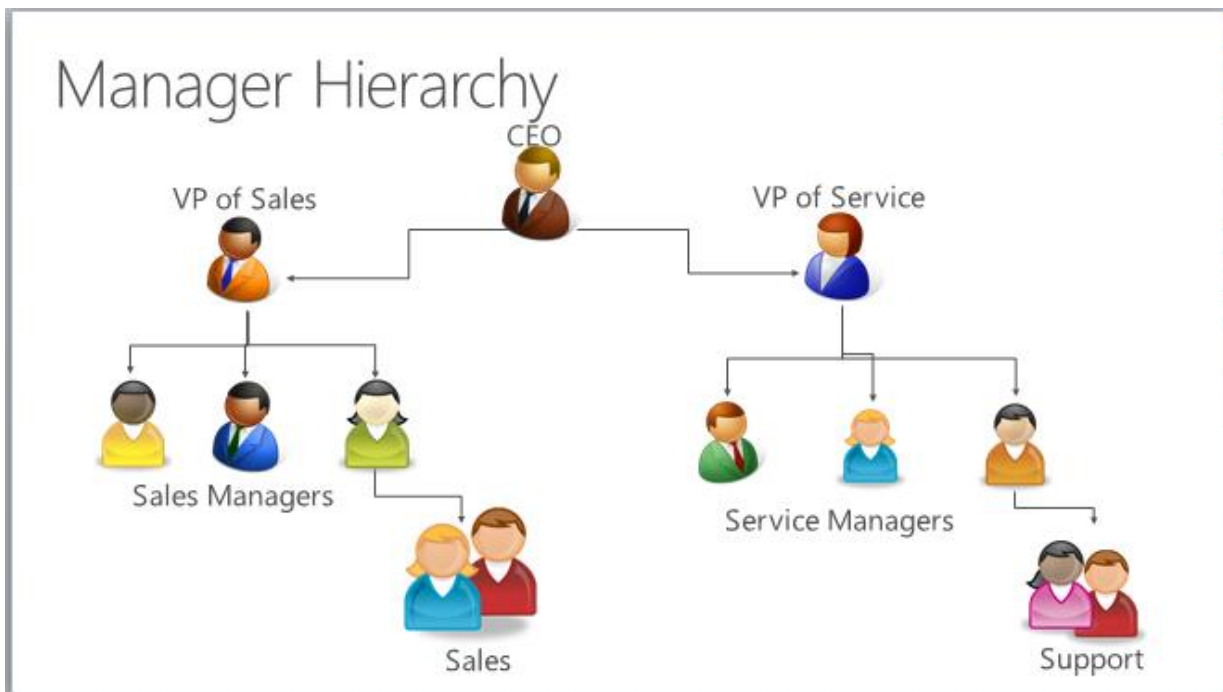 Manager Hierarchy
CEO
VP of Sales
VP of Service
Sales Managers
Service Managers
Sales
Support